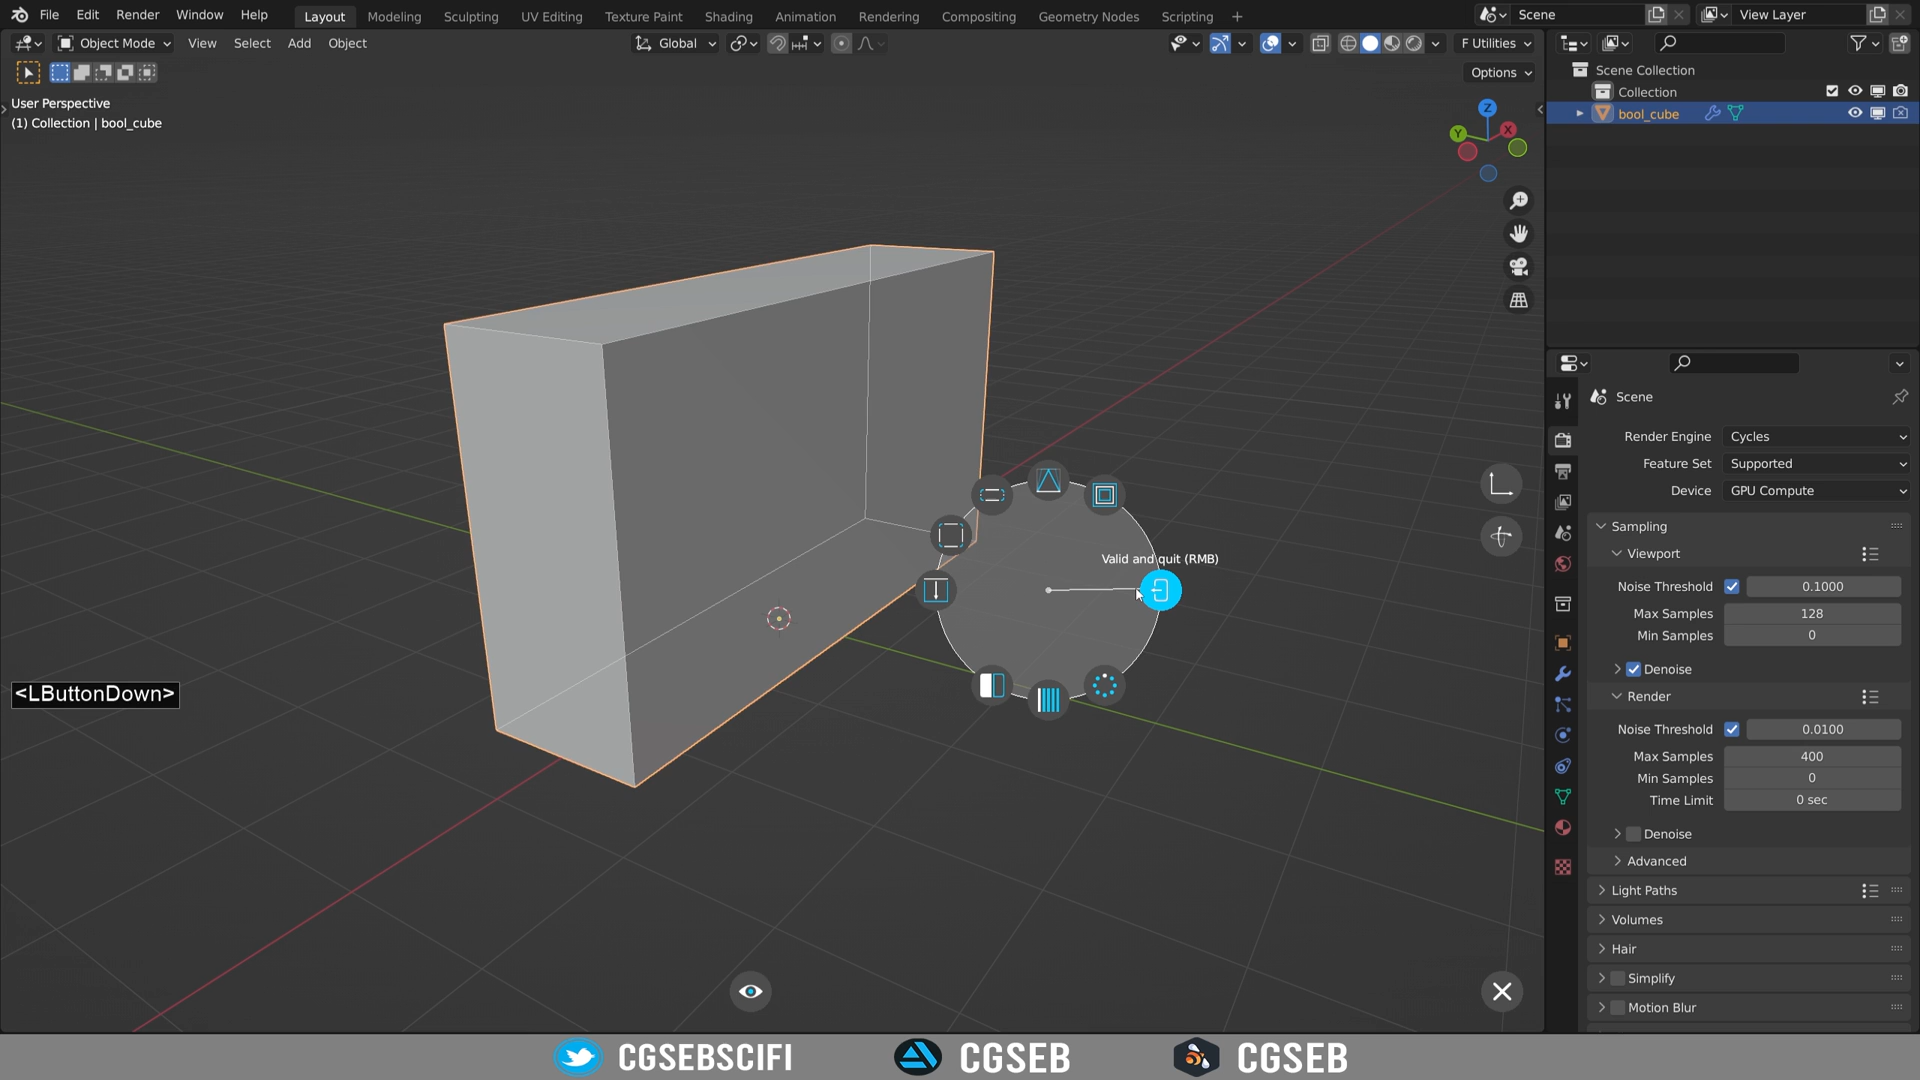 File Edit Render Window Help Layout Modeling Sculpting UV Editing Texture Paint Shading Animation Rendering Compositing Geometry Nodes Scripting + Scene View Layer
Object Mode View Select Add Object Global F Utilities
Options
User Perspective
(1) Collection | bool_cube
Z
Y
X
Scene Collection
Collection
bool_cube
Scene
Render Engine Cycles
Feature Set Supported
Device GPU Compute
Sampling
Viewport
Noise Threshold 0.1000
Max Samples 128
Min Samples 0
Denoise
Render
Noise Threshold 0.0100
Max Samples 400
Min Samples 0
Time Limit 0 sec
Denoise
Advanced
Light Paths
Volumes
Hair
Simplify
Motion Blur
Valid and quit (RMB)
<LButtonDown>
CGSEBSCIFI CGSEB CGSEB